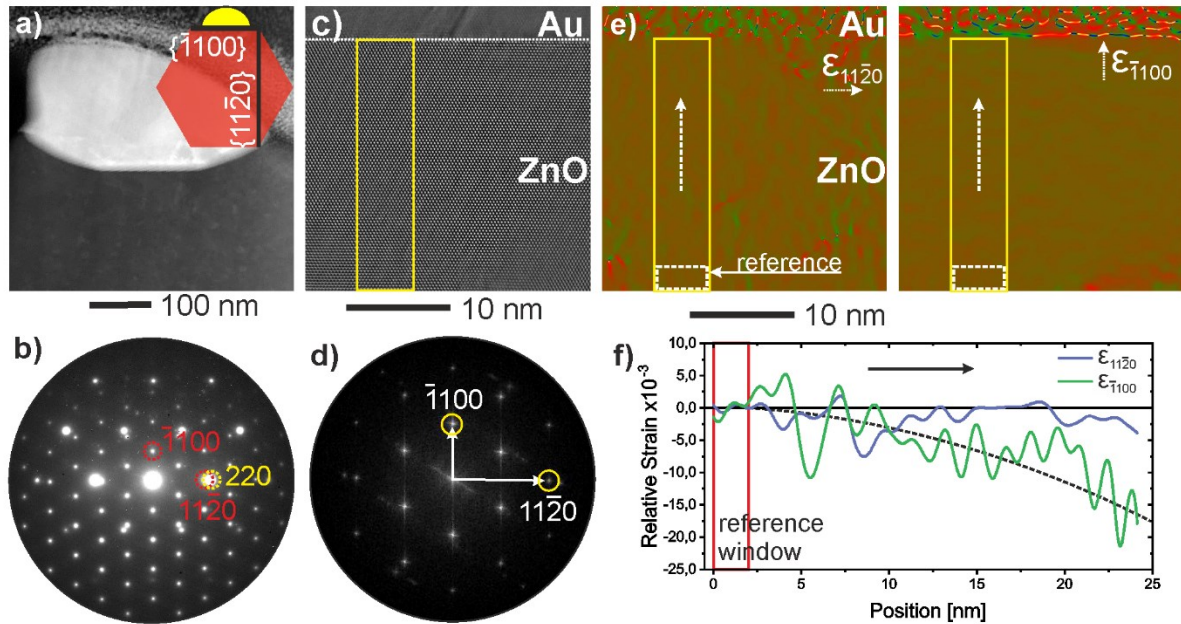 a)
{1̄100}
{112̄0}
100 nm
c)
Au
ZnO
10 nm
e)
Au
ε112̄0
ZnO
reference
ε1̄100
10 nm
b)
1̄100
220
112̄0
d)
1̄100
112̄0
f)
Relative Strain x10-3
5,0
0,0
-5,0
-10,0
-15,0
-20,0
-25,0
ε112̄0
ε1̄100
reference
window
0
5
10
15
20
25
Position [nm]